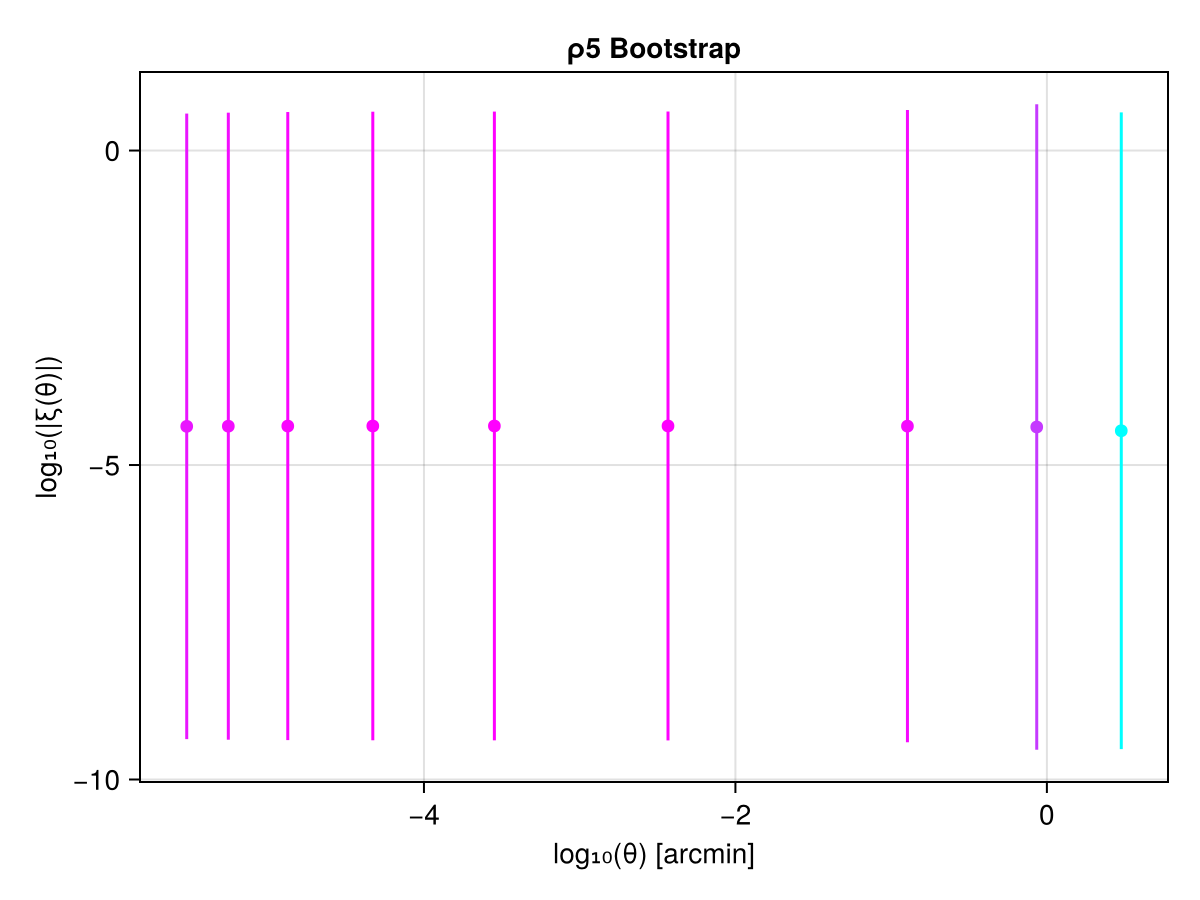 ρ5 Bootstrap
log₁₀(|ξ(θ)|)
0
−5
−10
−4
−2
0
log₁₀(θ) [arcmin]